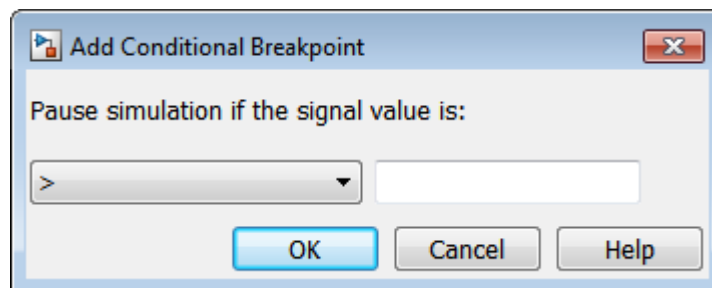 Add Conditional Breakpoint
Pause simulation if the signal value is:
>
OK Cancel Help